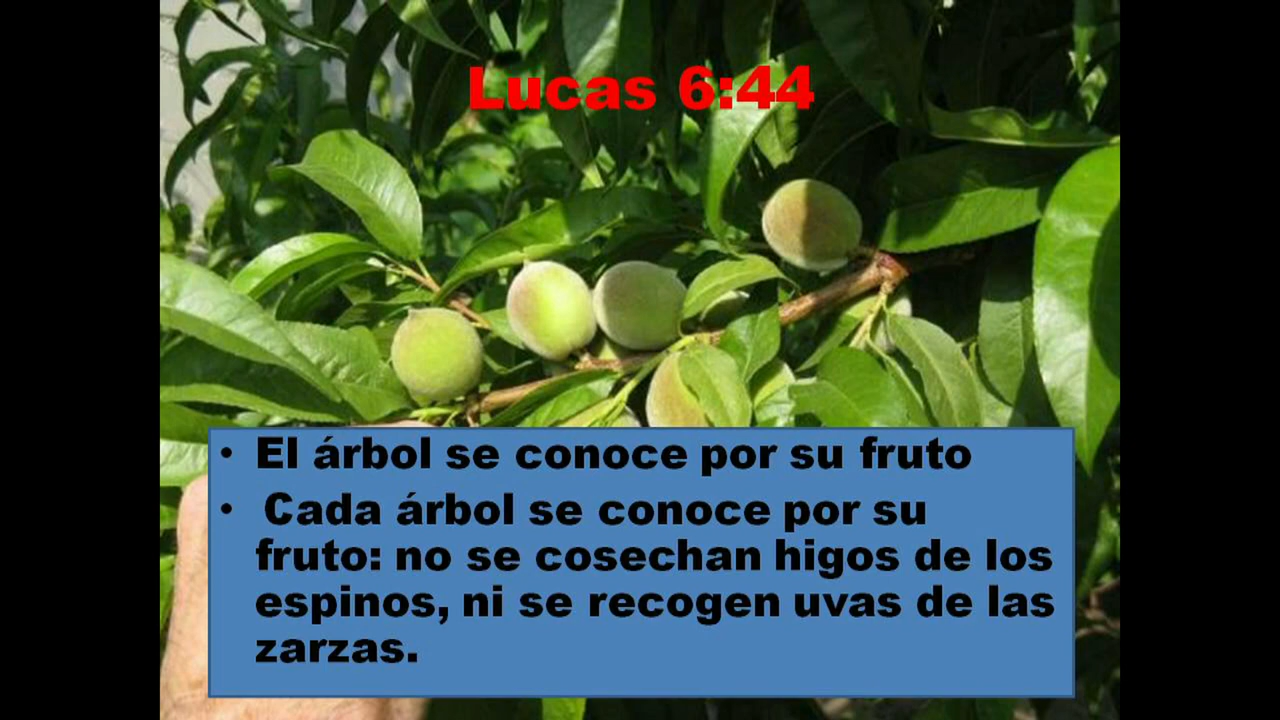 Lucas 6:44
• El árbol se conoce por su fruto
• Cada árbol se conoce por su
fruto: no se cosechan higos de los
espinos, ni se recogen uvas de las
zarzas.